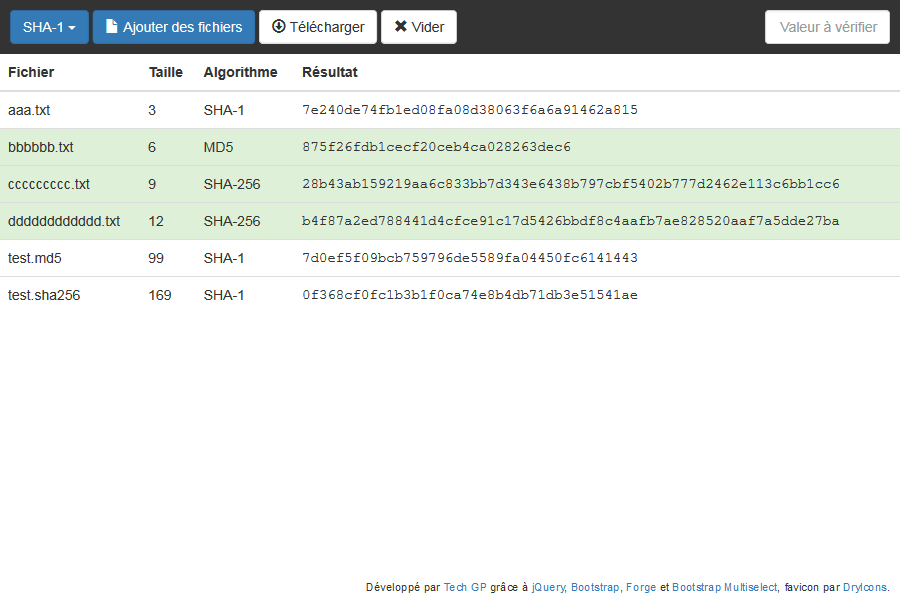 SHA-1 Ajouter des fichiers Télécharger Vider Valeur à vérifier
Fichier Taille Algorithme Résultat
aaa.txt 3 SHA-1 7e240de74fb1ed08fa08d38063f6a6a91462a815
bbbbbb.txt 6 MD5 875f26fdb1cecf20ceb4ca028263dec6
ccccccccc.txt 9 SHA-256 28b43ab159219aa6c833bb7d343e6438b797cbf5402b777d2462e113c6bb1cc6
dddddddddddd.txt 12 SHA-256 b4f87a2ed788441d4cfce91c17d5426bbdf8c4aafb7ae828520aaf7a5dde27ba
test.md5 99 SHA-1 7d0ef5f09bcb759796de5589fa04450fc6141443
test.sha256 169 SHA-1 0f368cf0fc1b3b1f0ca74e8b4db71db3e51541ae
Développé par Tech GP grâce à jQuery, Bootstrap, Forge et Bootstrap Multiselect, favicon par DryIcons.